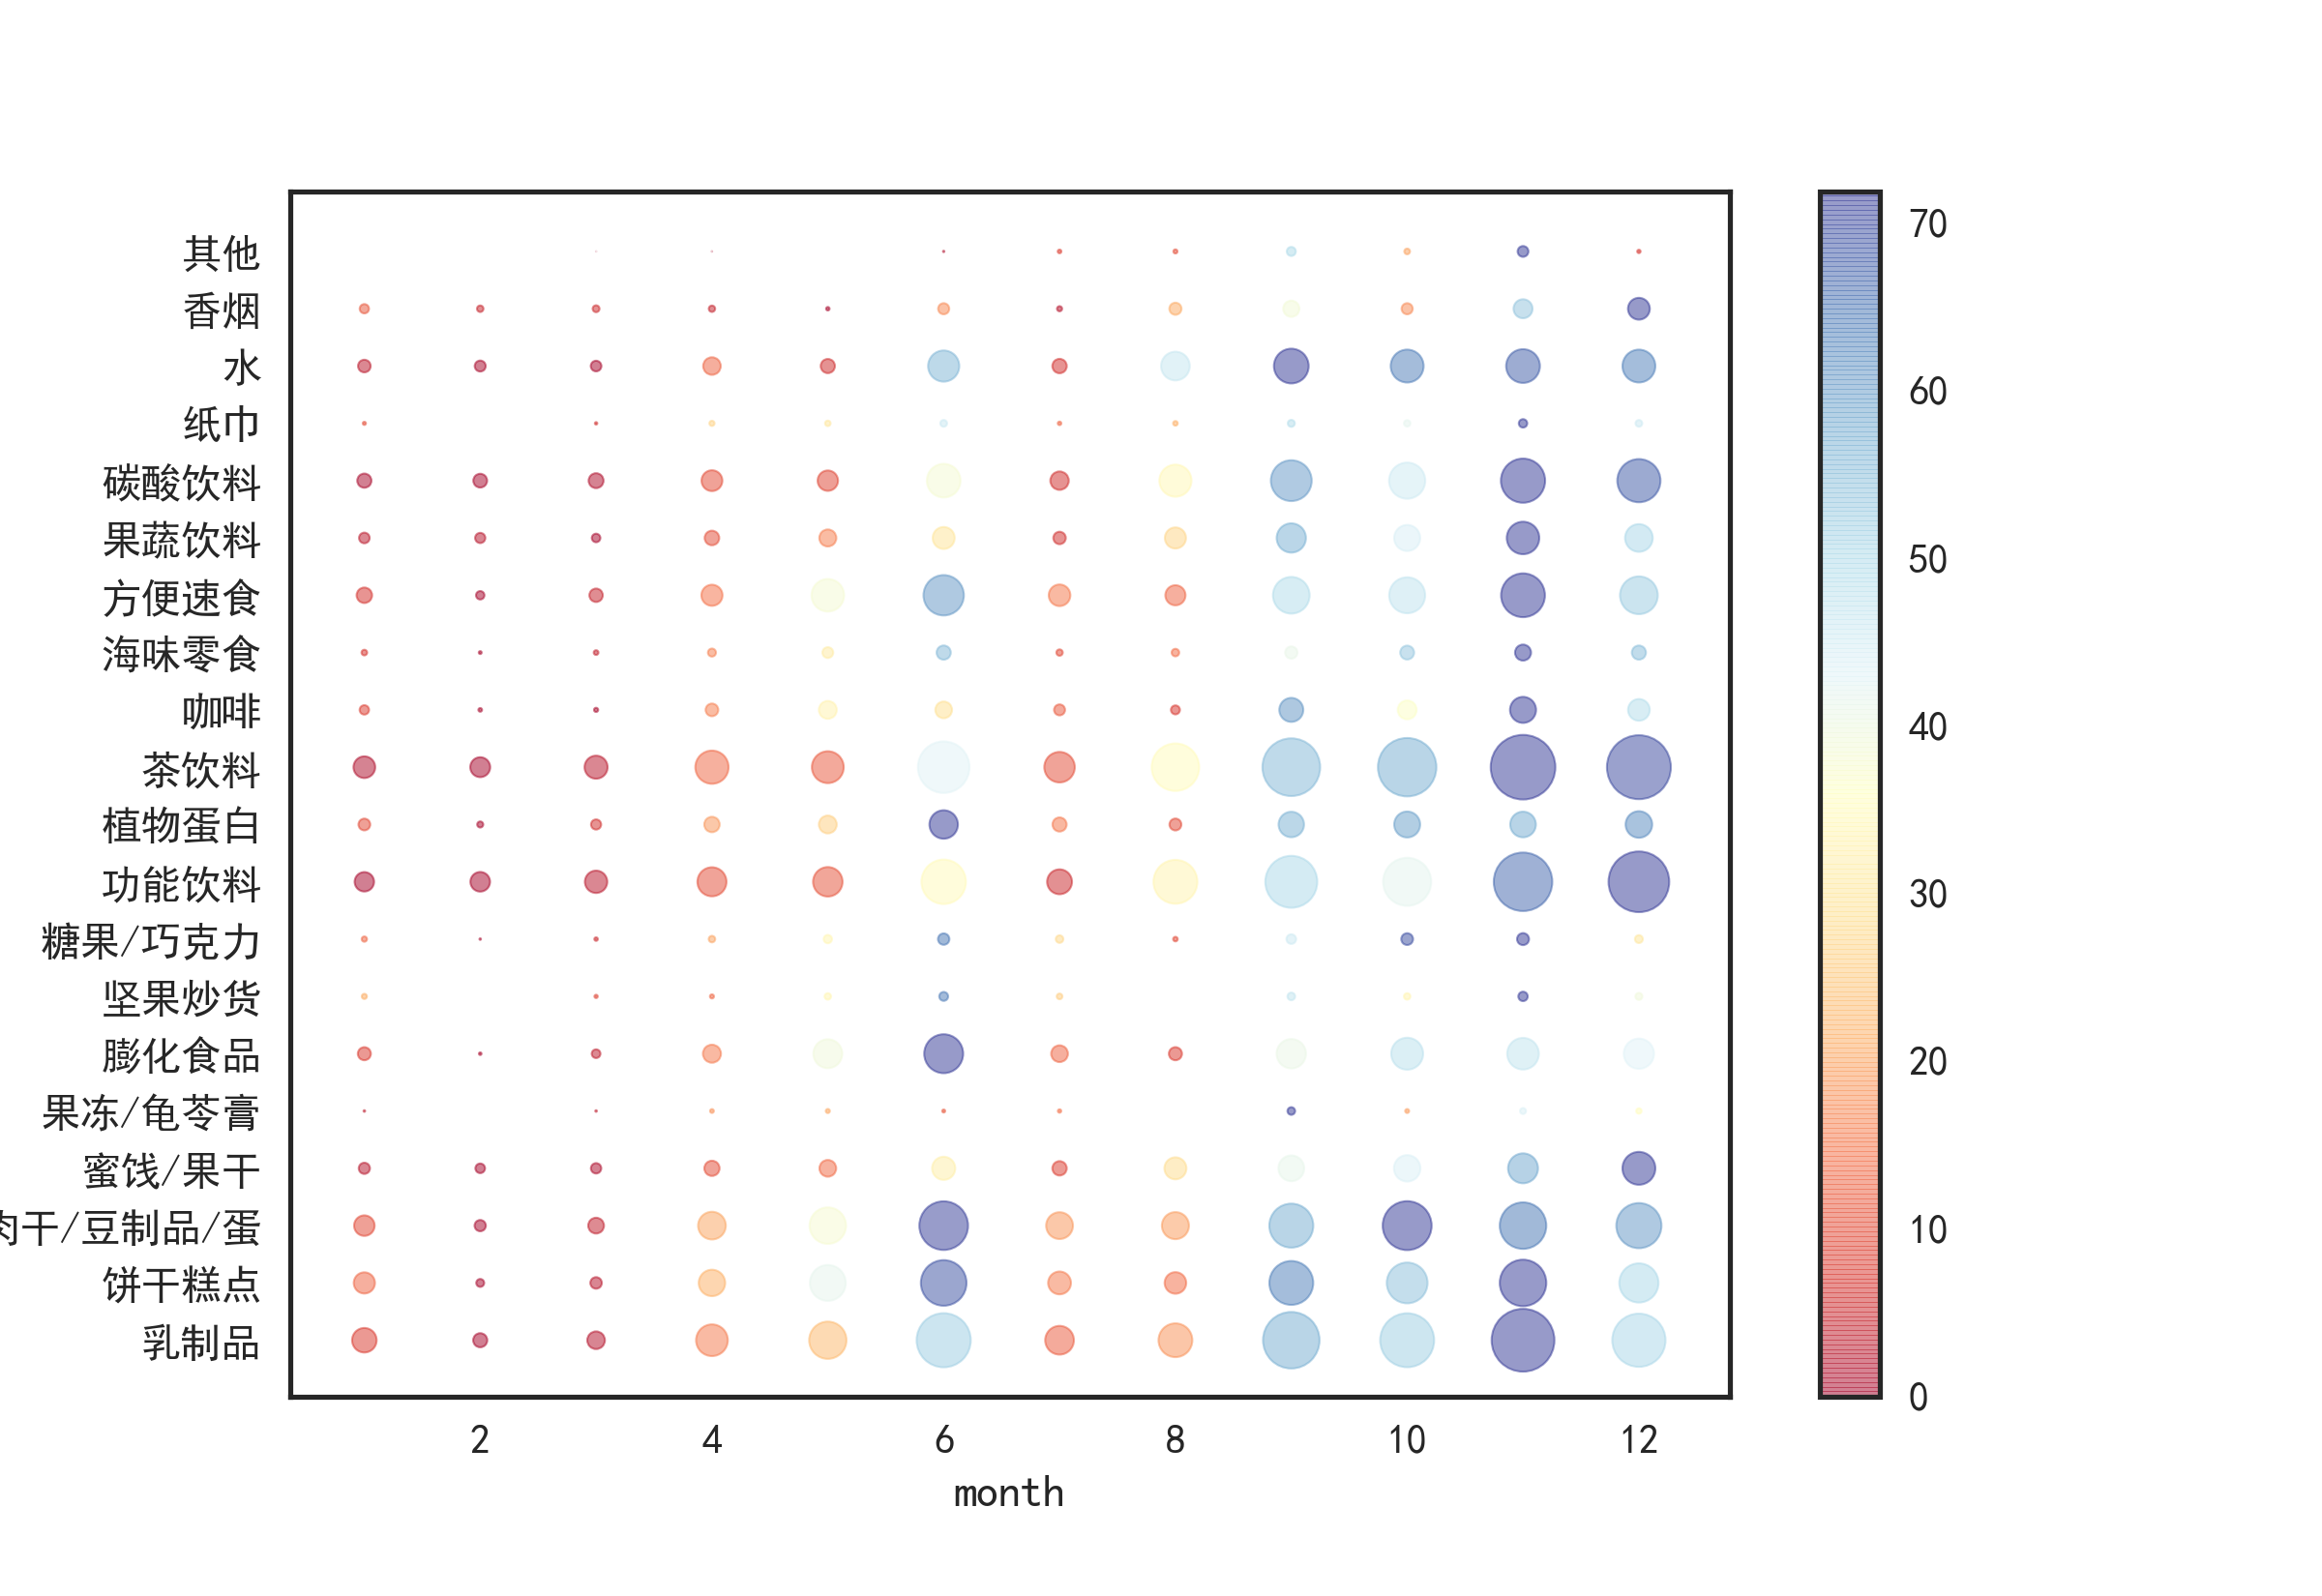 其他
香烟
水
纸巾
碳酸饮料
果蔬饮料
方便速食
海味零食
咖啡
茶饮料
植物蛋白
功能饮料
糖果/巧克力
坚果炒货
膨化食品
果冻/龟苓膏
蜜饯/果干
肉干/豆制品/蛋
饼干糕点
乳制品
2 4 6 8 10 12
month
70
60
50
40
30
20
10
0